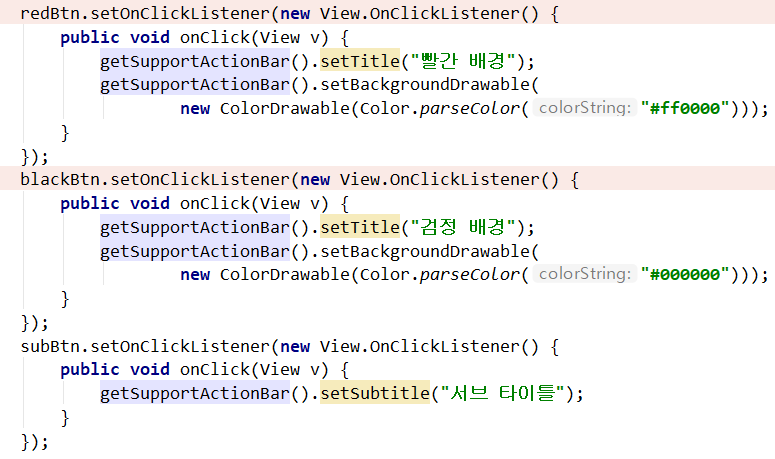 redBtn.setOnClickListener(new View.OnClickListener() {
    public void onClick(View v) {
        getSupportActionBar().setTitle("빨간 배경");
        getSupportActionBar().setBackgroundDrawable(
                new ColorDrawable(Color.parseColor( colorString: "#ff0000")));
    }
});
blackBtn.setOnClickListener(new View.OnClickListener() {
    public void onClick(View v) {
        getSupportActionBar().setTitle("검정 배경");
        getSupportActionBar().setBackgroundDrawable(
                new ColorDrawable(Color.parseColor( colorString: "#000000")));
    }
});
subBtn.setOnClickListener(new View.OnClickListener() {
    public void onClick(View v) {
        getSupportActionBar().setSubtitle("서브 타이틀");
    }
});